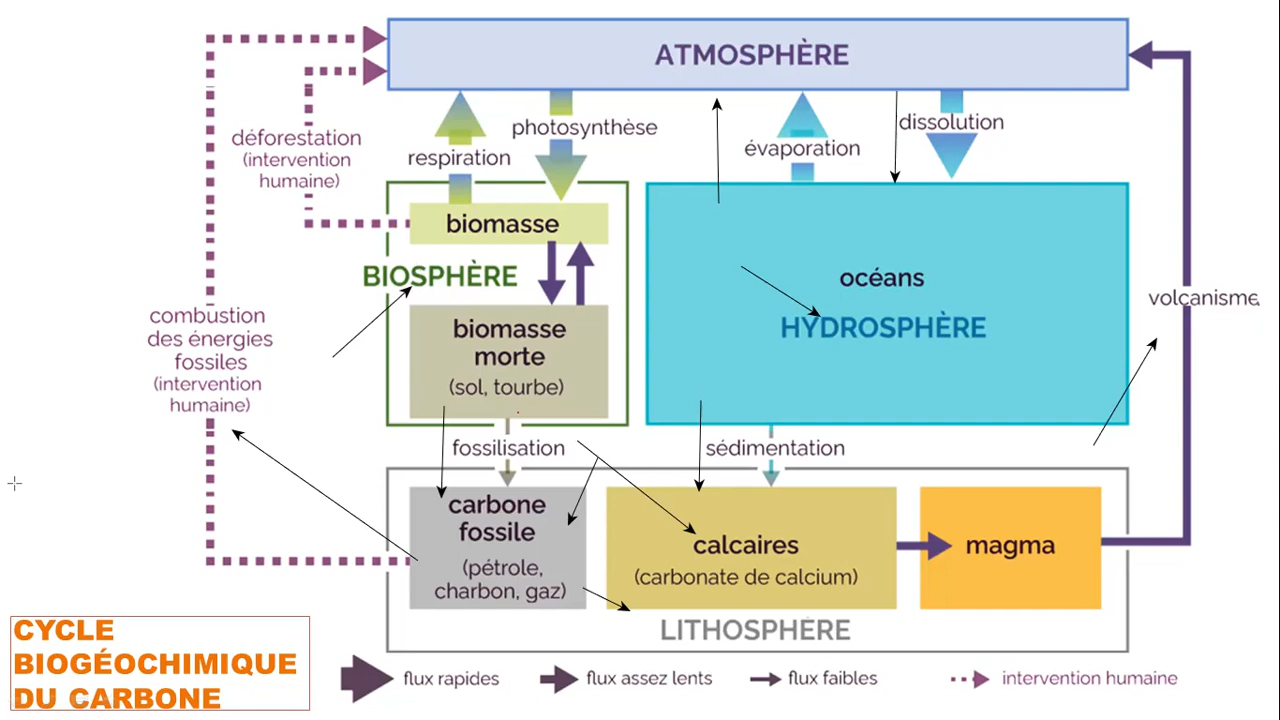 ATMOSPHÈRE
déforestation
(intervention
humaine)
respiration
photosynthèse
évaporation
dissolution
biomasse
BIOSPHÈRE
biomasse
morte
(sol, tourbe)
océans
HYDROSPHÈRE
volcanisme
combustion
des énergies
fossiles
(intervention
humaine)
fossilisation
sédimentation
carbone
fossile
(pétrole,
charbon, gaz)
calcaires
(carbonate de calcium)
magma
LITHOSPHÈRE
CYCLE
BIOGÉOCHIMIQUE
DU CARBONE
flux rapides
flux assez lents
flux faibles
intervention humaine